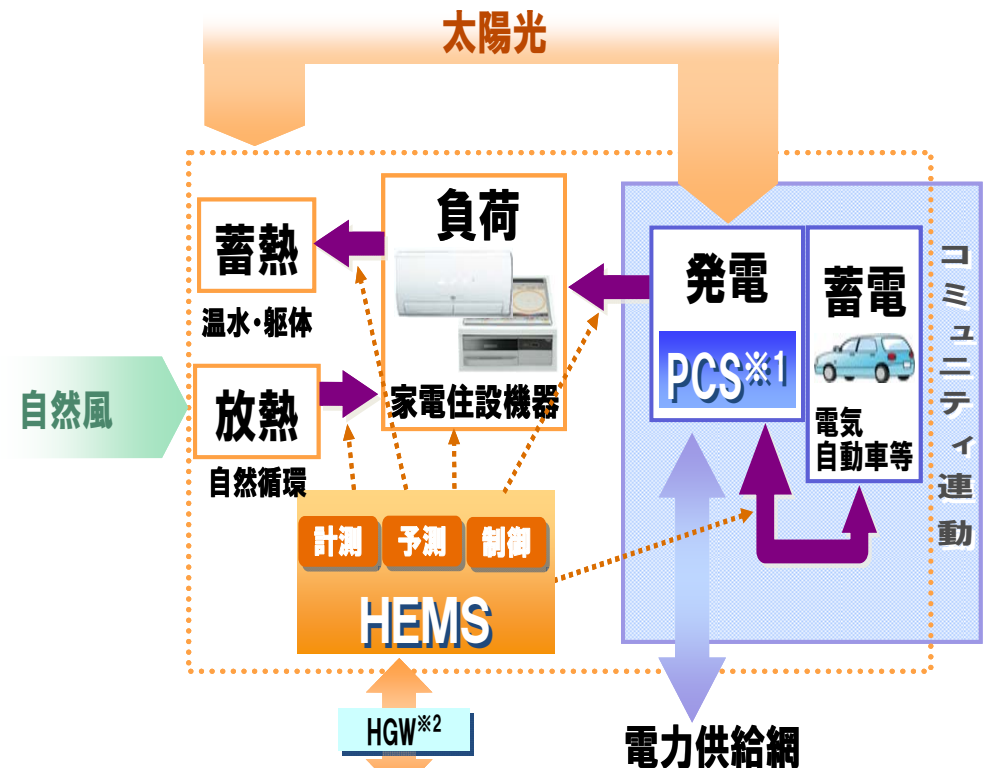 太陽光
蓄熱
温水･躯体
負荷
家電住設機器
発電
PCS※1
蓄電
電気
自動車等
コミュニティ連動
自然風
放熱
自然循環
計測
予測
制御
HEMS
HGW※2
電力供給網